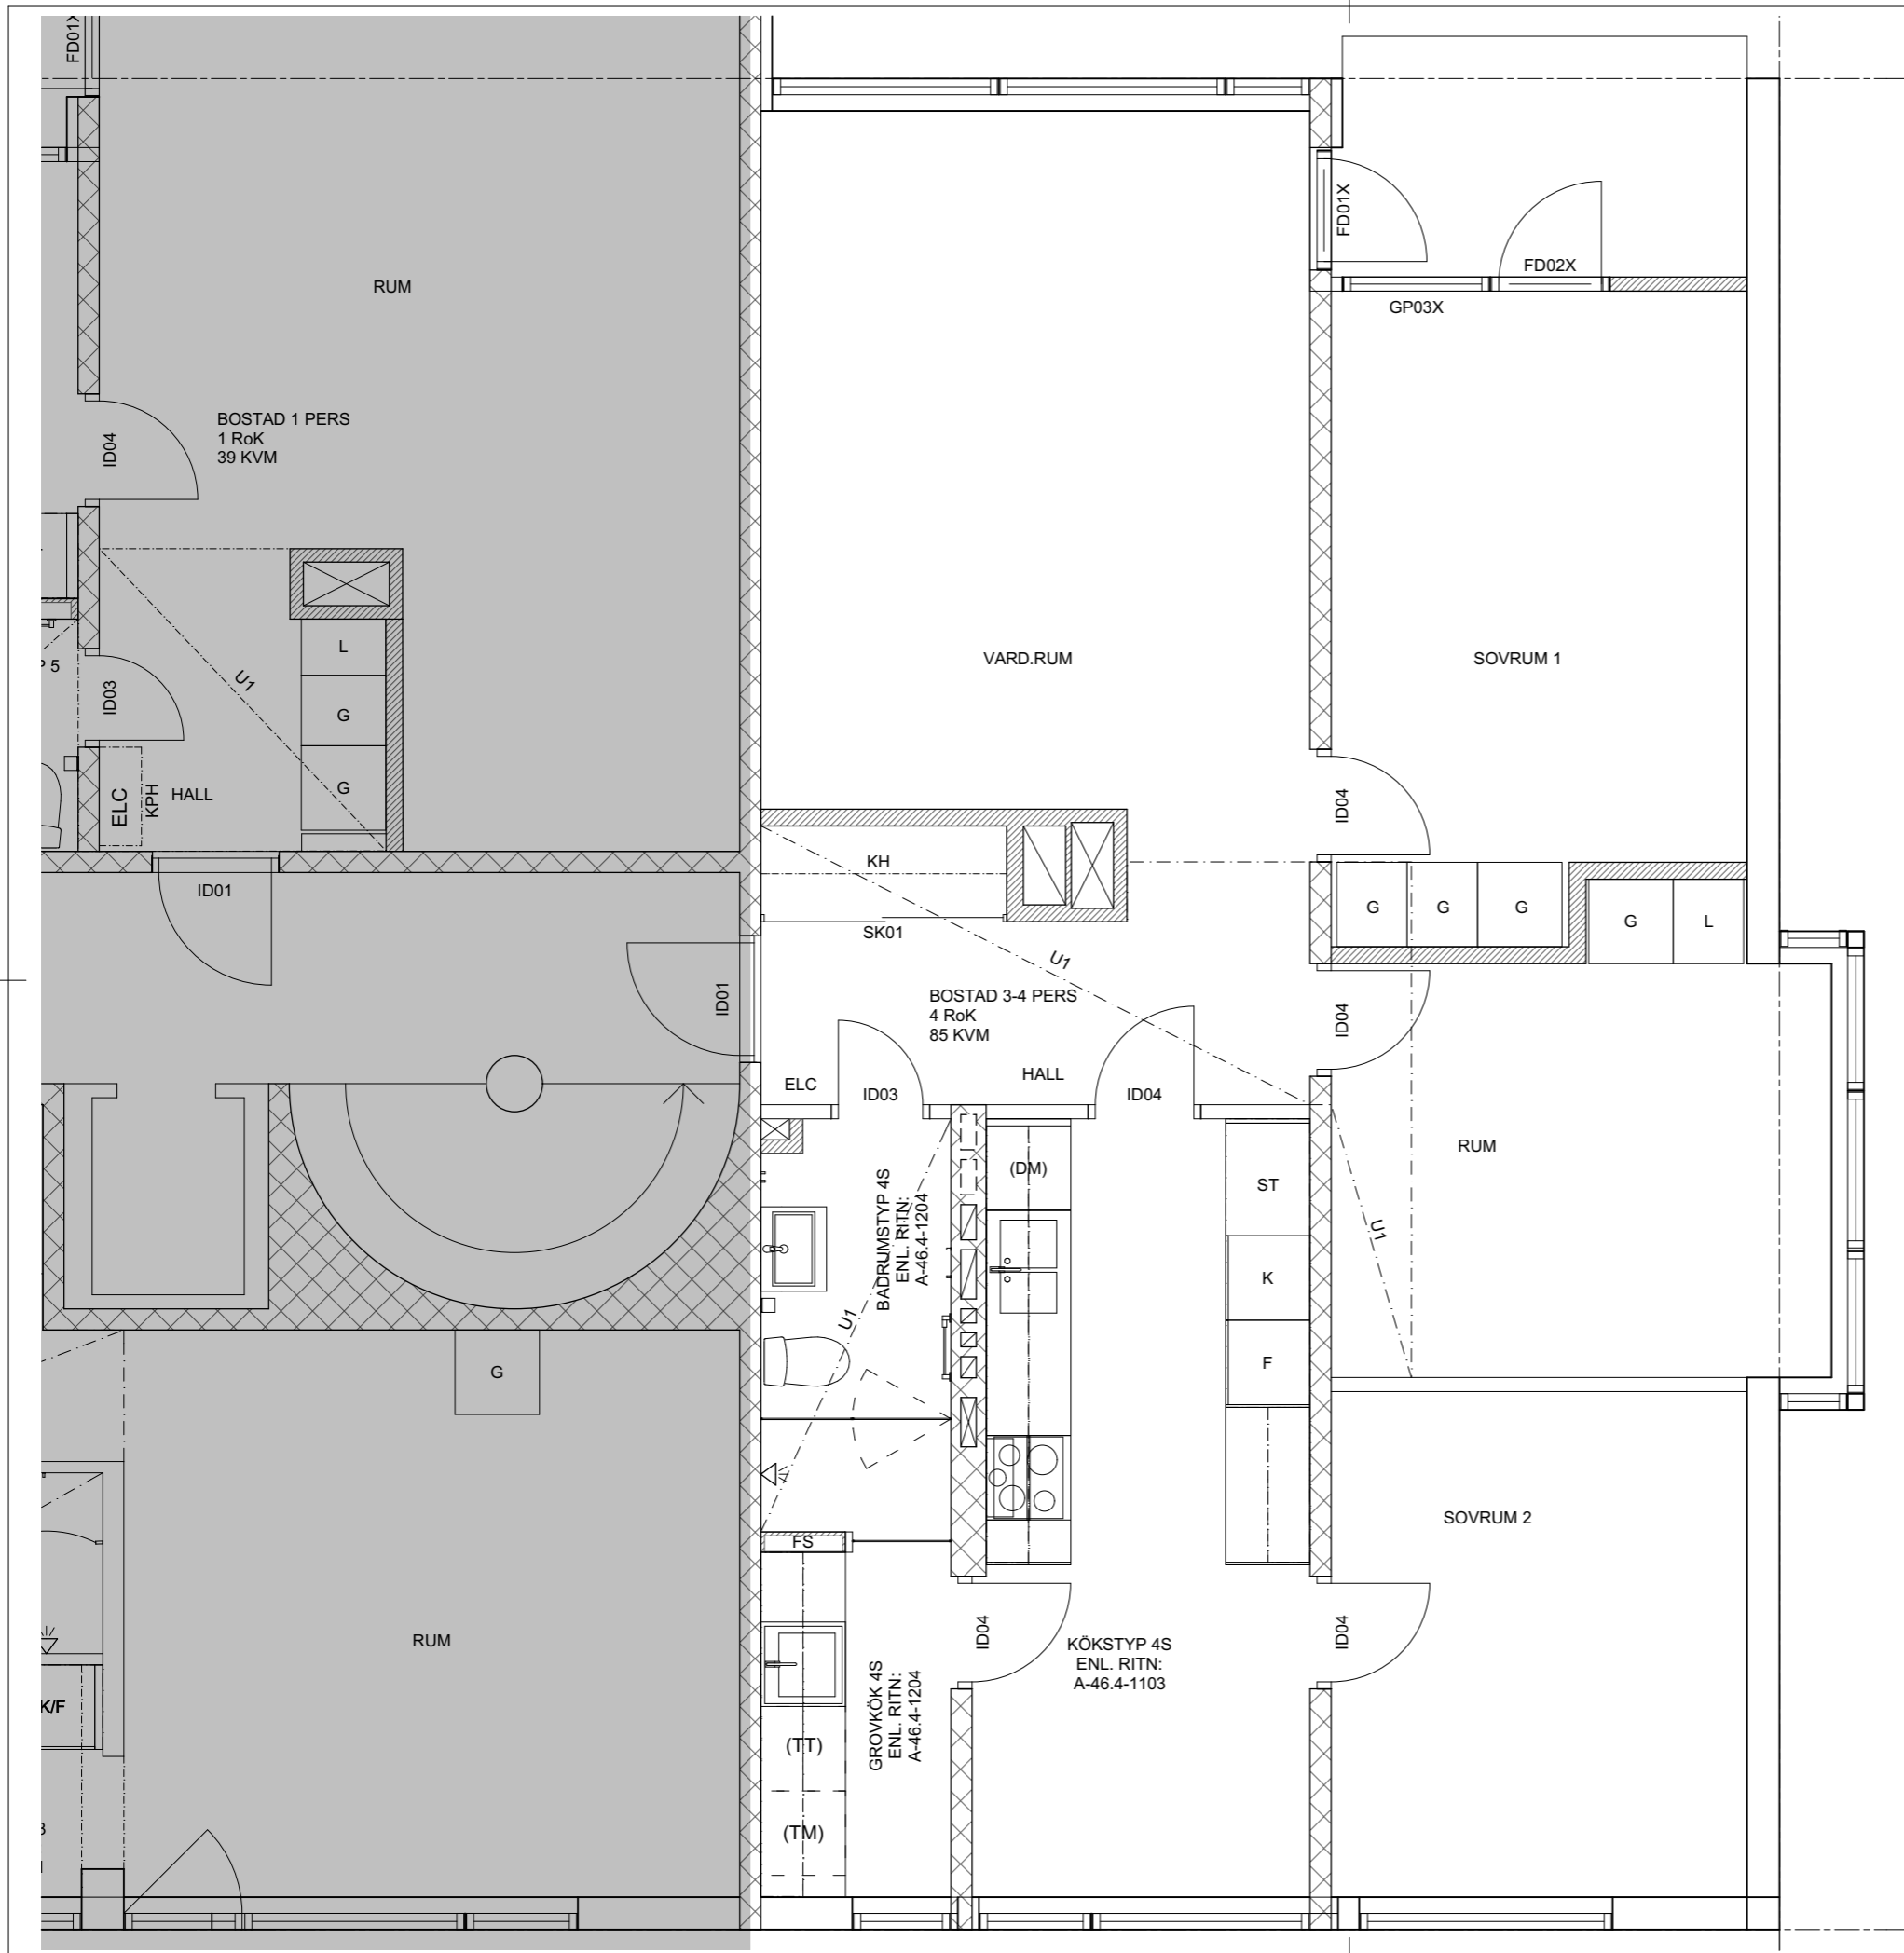 FD01X
RUM
BOSTAD 1 PERS
1 RoK
39 KVM
ID04
L
G
G
U1
P 5
ID03
ELC
KPH
HALL
ID01
ID01
G
RUM
K/F
FD01X
FD02X
GP03X
VARD.RUM
SOVRUM 1
ID04
KH
SK01
U1
G
G
G
G
L
BOSTAD 3-4 PERS
4 RoK
85 KVM
ID04
ELC
ID03
HALL
ID04
RUM
U1
BADRUMSTYP 4S
ENL. RITN:
A-46.4-1204
U1
(DM)
ST
K
F
SOVRUM 2
FS
ID04
KÖKSTYP 4S
ENL. RITN:
A-46.4-1103
ID04
GROVKÖK 4S
ENL. RITN:
A-46.4-1204
(TT)
(TM)